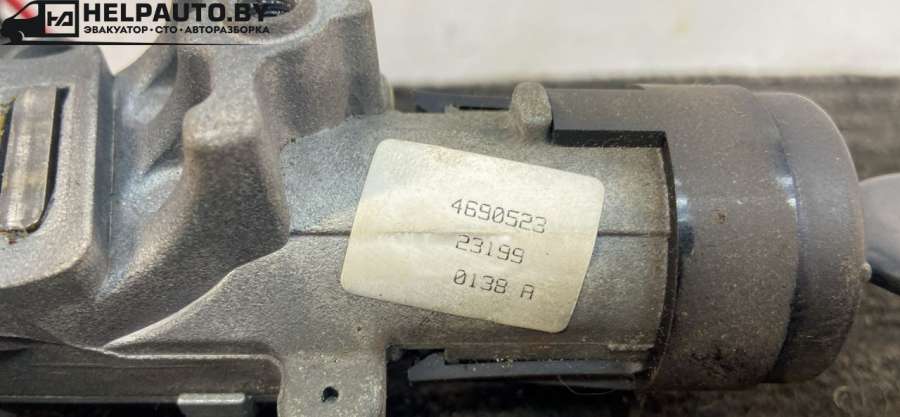 HELPAUTO.BY
ЭВАКУАТОР•СТО•АВТОРАЗБОРКА
4690523
23199
0138 A